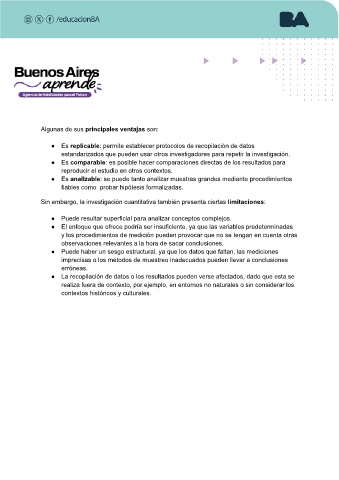 /educacionBA
BA
Buenos Aires
aprende
Agencia de Habilidades para el Futuro
Algunas de sus principales ventajas son:
● Es replicable: permite establecer protocolos de recopilación de datos
estandarizados que pueden usar otros investigadores para repetir la investigación.
● Es comparable: es posible hacer comparaciones directas de los resultados para
reproducir el estudio en otros contextos.
● Es analizable: se puede tanto analizar muestras grandes mediante procedimientos
fiables como probar hipótesis formalizadas.
Sin embargo, la investigación cuantitativa también presenta ciertas limitaciones:
● Puede resultar superficial para analizar conceptos complejos.
● El enfoque que ofrece podría ser insuficiente, ya que las variables predeterminadas
y los procedimientos de medición pueden provocar que no se tengan en cuenta otras
observaciones relevantes a la hora de sacar conclusiones.
● Puede haber un sesgo estructural, ya que los datos que faltan, las mediciones
imprecisas o los métodos de muestreo inadecuados pueden llevar a conclusiones
erróneas.
● La recopilación de datos o los resultados pueden verse afectados, dado que esta se
realiza fuera de contexto, por ejemplo, en entornos no naturales o sin considerar los
contextos históricos y culturales.